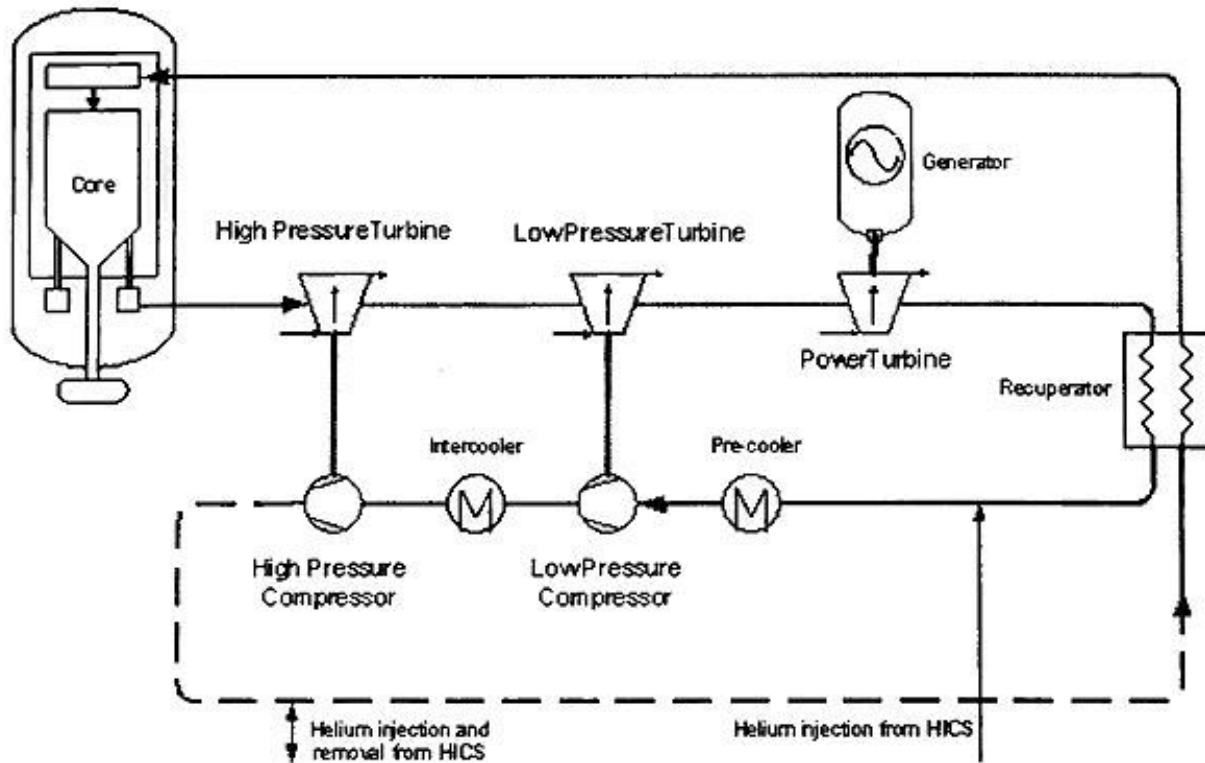 Core
Generator
High PressureTurbine
LowPressureTurbine
PowerTurbine
Recuperator
Intercooler
Pre-cooler
High Pressure
Compressor
LowPressure
Compressor
Helium injection and
removal from HICS
Helium injection from HICS